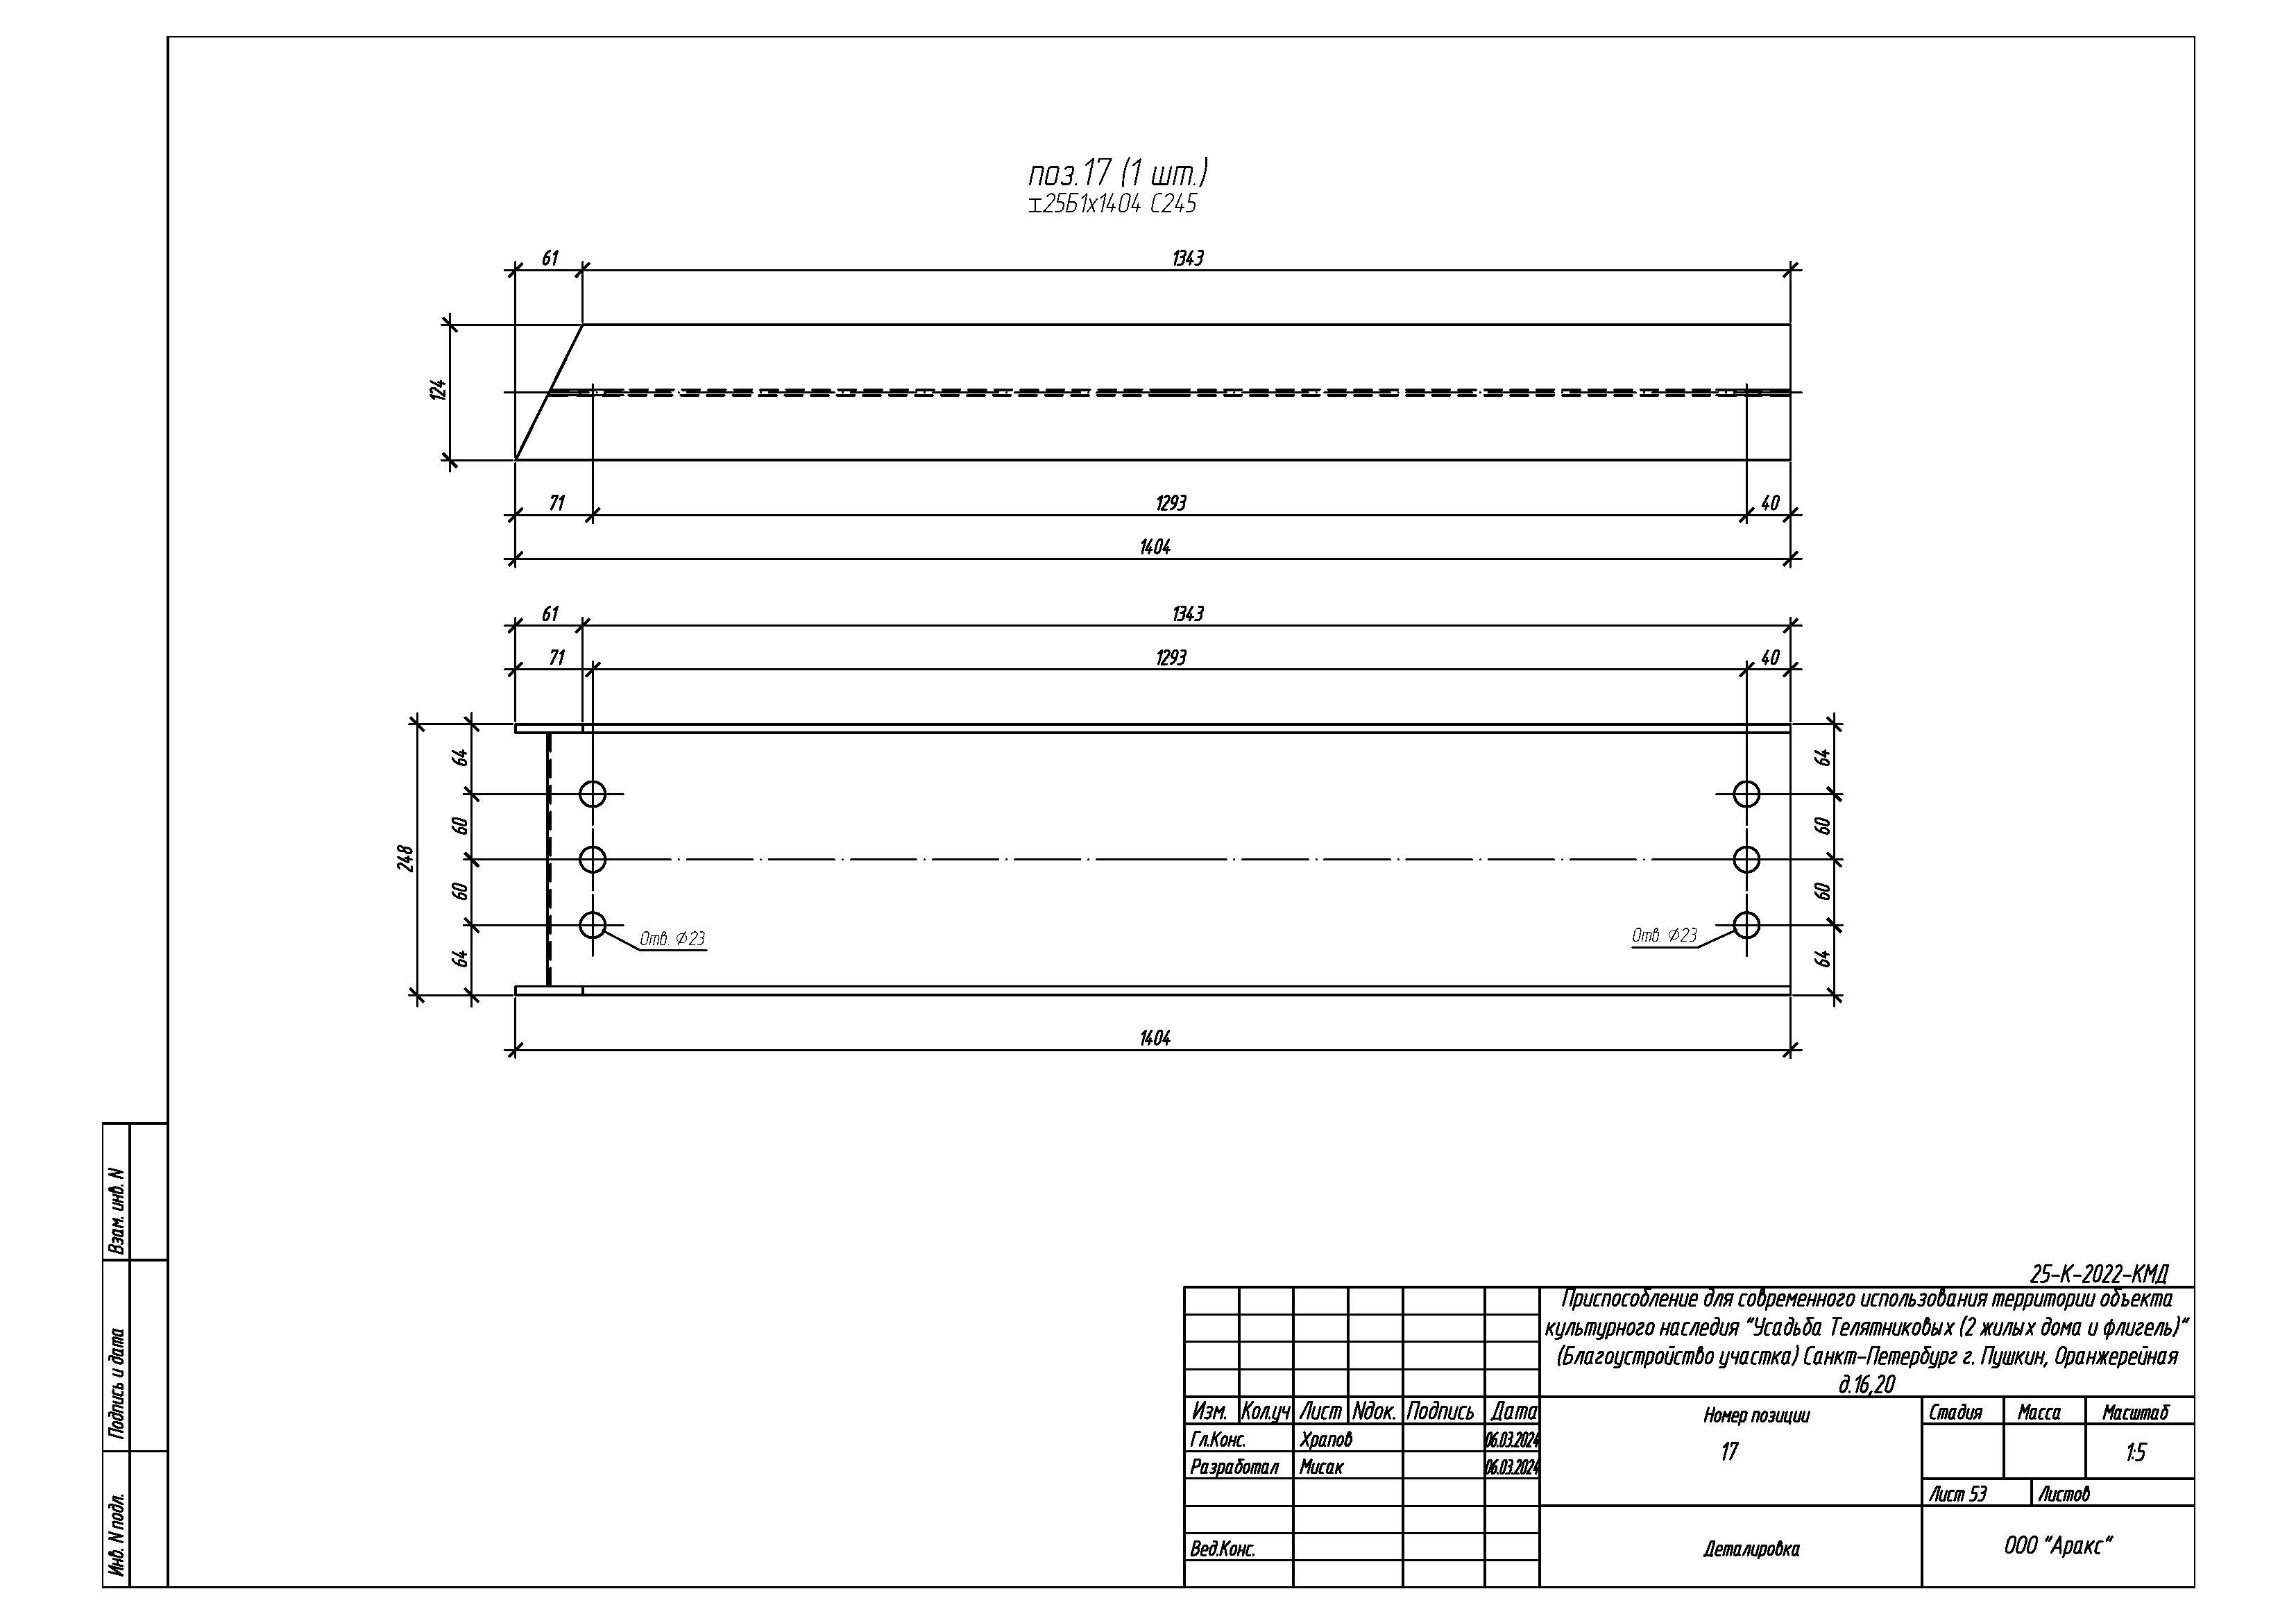 поз.17 (1 шт.)
⌶25Б1х1404 С245
61
1343
124
71
1293
40
1404
61
1343
71
1293
40
248
64
60
60
64
64
60
60
64
Отв. ⌀23
Отв. ⌀23
1404
Взам. инв. N
Подпись и дата
Инв. N подл.
25-К-2022-КМД
Приспособление для современного использования территории объекта
культурного наследия "Усадьба Телятниковых (2 жилых дома и флигель)"
(Благоустройство участка) Санкт-Петербург г. Пушкин, Оранжерейная
д.16,20
Изм. Кол.уч Лист Nдок. Подпись Дата
Гл.Конс. Храпов 06.03.2024
Разработал Мисак 06.03.2024
Вед.Конс.
Номер позиции
17
Стадия Масса Масштаб
1:5
Лист 53 Листов
Деталировка
ООО "Аракс"